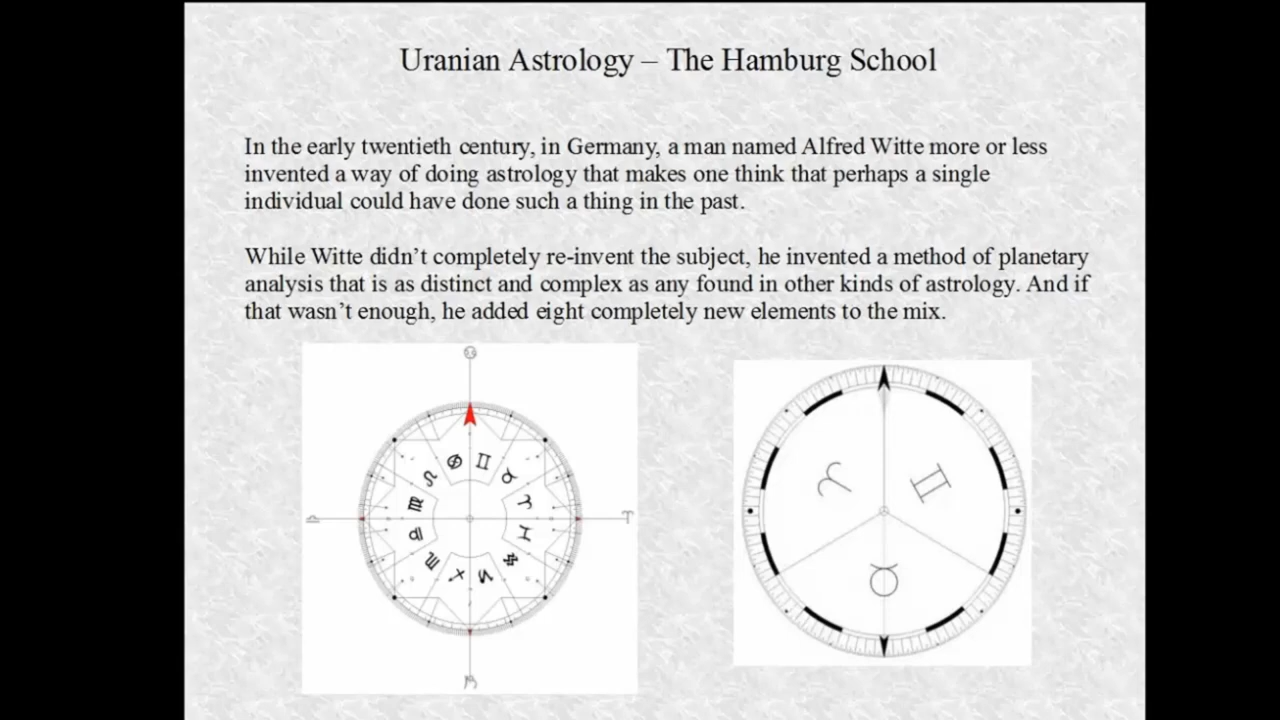 Uranian Astrology – The Hamburg School
In the early twentieth century, in Germany, a man named Alfred Witte more or less
invented a way of doing astrology that makes one think that perhaps a single
individual could have done such a thing in the past.
While Witte didn’t completely re-invent the subject, he invented a method of planetary
analysis that is as distinct and complex as any found in other kinds of astrology. And if
that wasn’t enough, he added eight completely new elements to the mix.